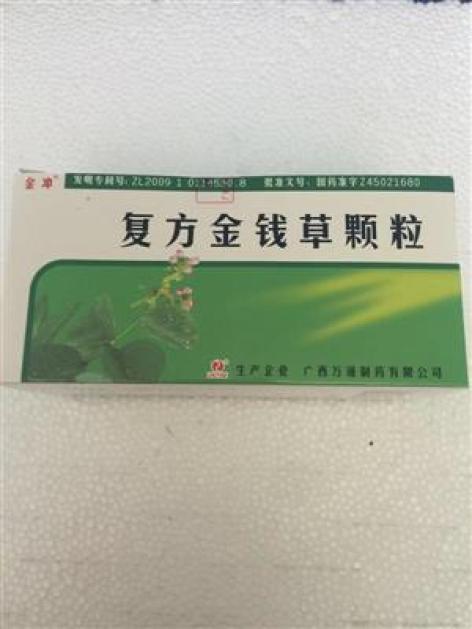 金冲
发明专利号:ZL2009 1 0114530.8 批准文号:国药准字Z45021680
复方金钱草颗粒
生产企业 广西万通制药有限公司